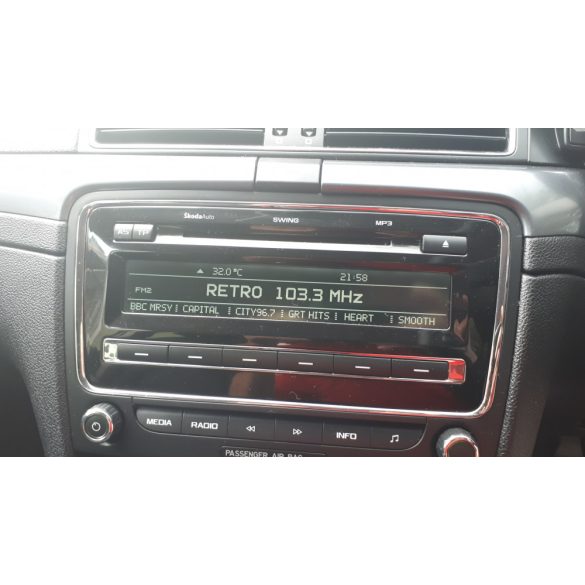 ŠkodaAuto SWING MP3
AS TP
32.0 °C 21:58
FM2 RETRO 103.3 MHz
BBC MRSY CAPITAL CITY96.7 GRT HITS HEART SMOOTH
MEDIA RADIO INFO
PASSENGER AIR BAG